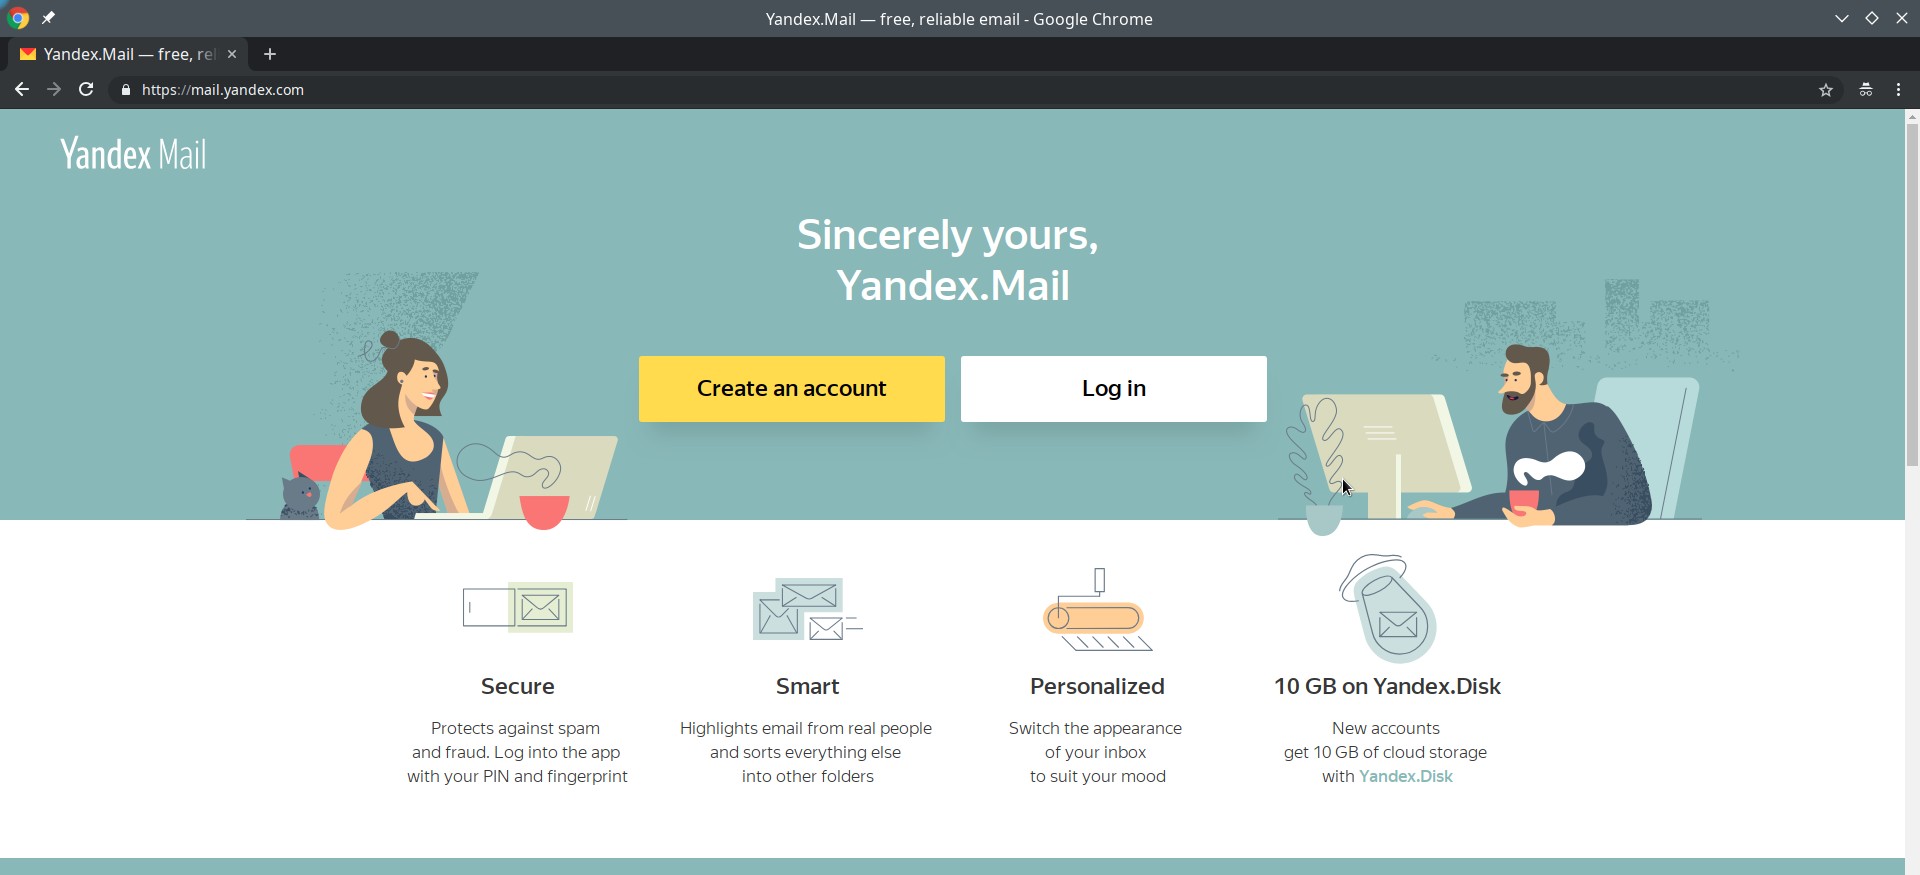 Yandex.Mail — free, reliable email - Google Chrome
Yandex.Mail — free, rel
https://mail.yandex.com
Yandex Mail
Sincerely yours,
Yandex.Mail
Create an account
Log in
Secure
Protects against spam
and fraud. Log into the app
with your PIN and fingerprint
Smart
Highlights email from real people
and sorts everything else
into other folders
Personalized
Switch the appearance
of your inbox
to suit your mood
10 GB on Yandex.Disk
New accounts
get 10 GB of cloud storage
with Yandex.Disk